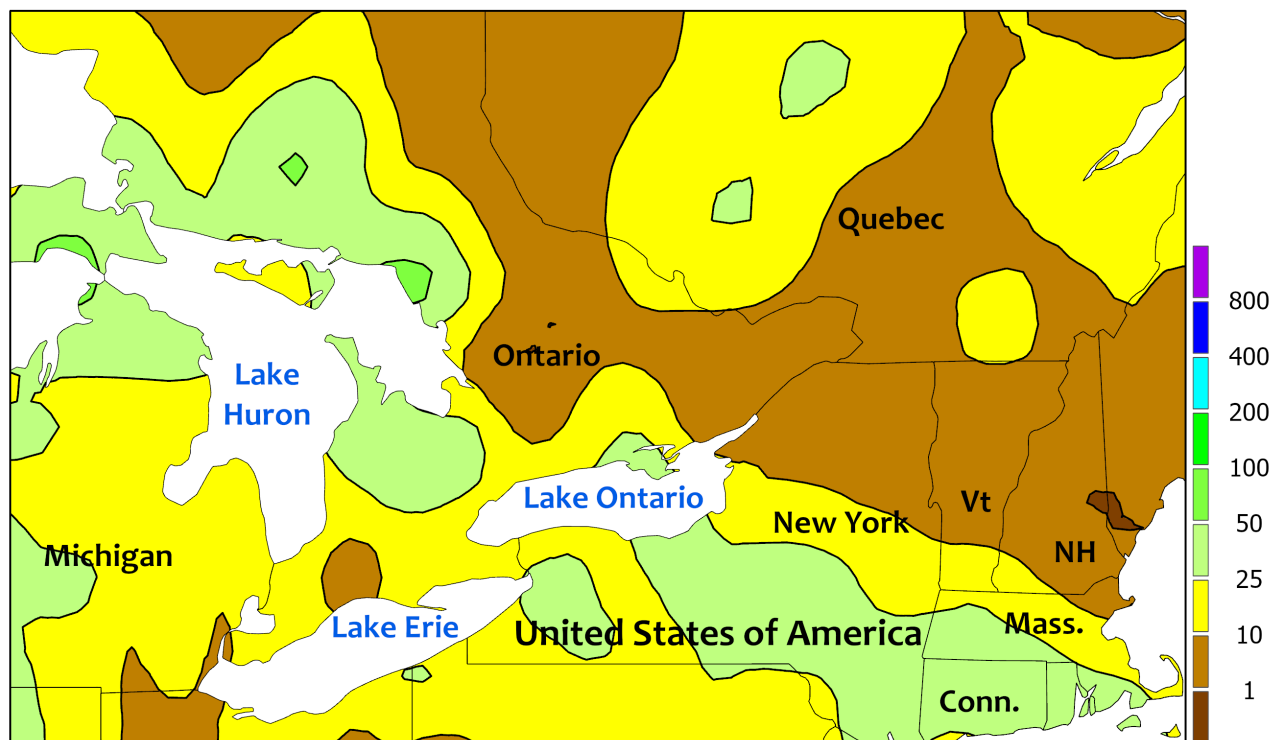 Quebec
800
Ontario
400
Lake
Huron
200
100
Lake Ontario
Vt
New York
50
Michigan
NH
25
Lake Erie
United States of America
Mass.
10
Conn.
1